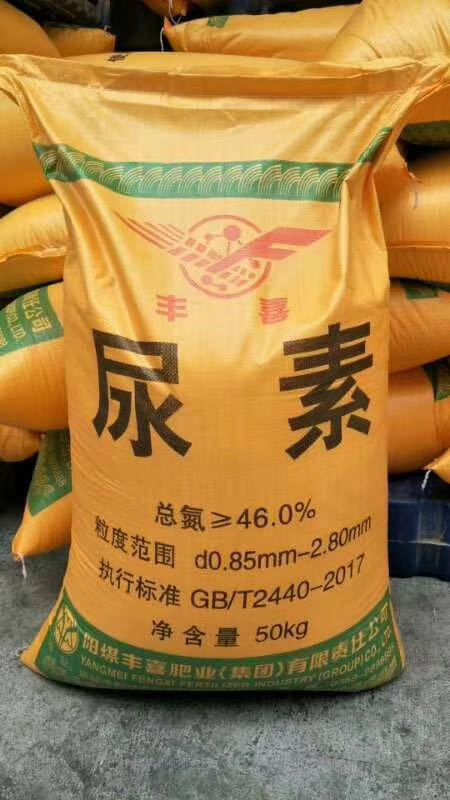 丰喜
尿素
总氮≥46.0%
粒度范围 d0.85mm-2.80mm
执行标准 GB/T2440-2017
净含量 50kg
阳煤丰喜肥业(集团)有限责任公司
YANGMEI FENGXI FERTILIZER INDUSTRY (GROUP) CO., LTD.